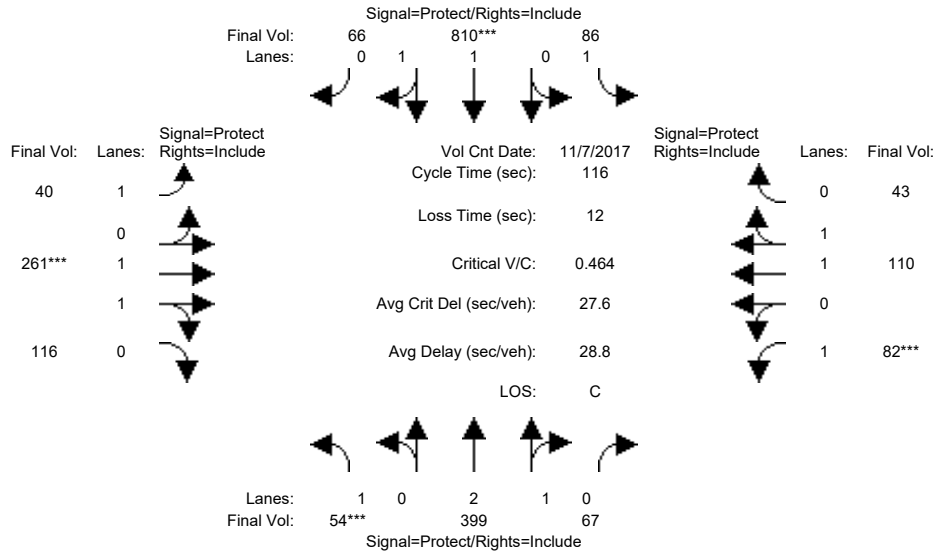 Signal=Protect/Rights=Include
Final Vol: 66 810*** 86
Lanes: 0 1 1 0 1
Signal=Protect
Final Vol: Lanes: Rights=Include
Vol Cnt Date: 11/7/2017
Signal=Protect
Rights=Include Lanes: Final Vol:
Cycle Time (sec): 116
40 1
0 43
Loss Time (sec): 12
0
1
261*** 1
Critical V/C: 0.464
1 110
1
Avg Crit Del (sec/veh): 27.6
0
116 0
Avg Delay (sec/veh): 28.8
1 82***
LOS: C
Lanes: 1 0 2 1 0
Final Vol: 54*** 399 67
Signal=Protect/Rights=Include